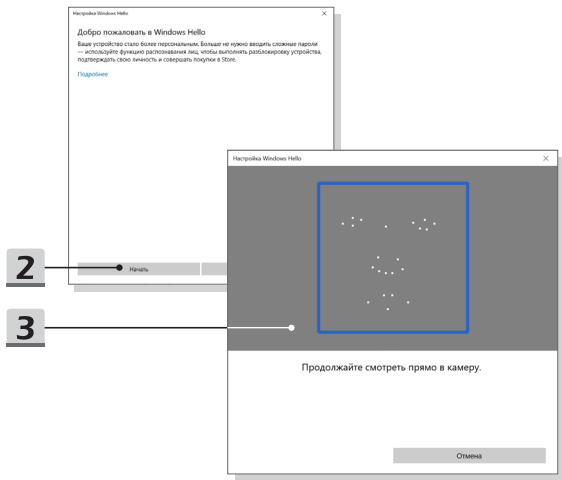 Настройка Windows Hello
Добро пожаловать в Windows Hello
Ваше устройство стало более персональным. Больше не нужно вводить сложные пароли
— используйте функцию распознавания лиц, чтобы выполнять разблокировку устройства,
подтверждать свою личность и совершать покупки в Store.
Подробнее
Настройка Windows Hello
2
Начать
3
Продолжайте смотреть прямо в камеру.
Отмена